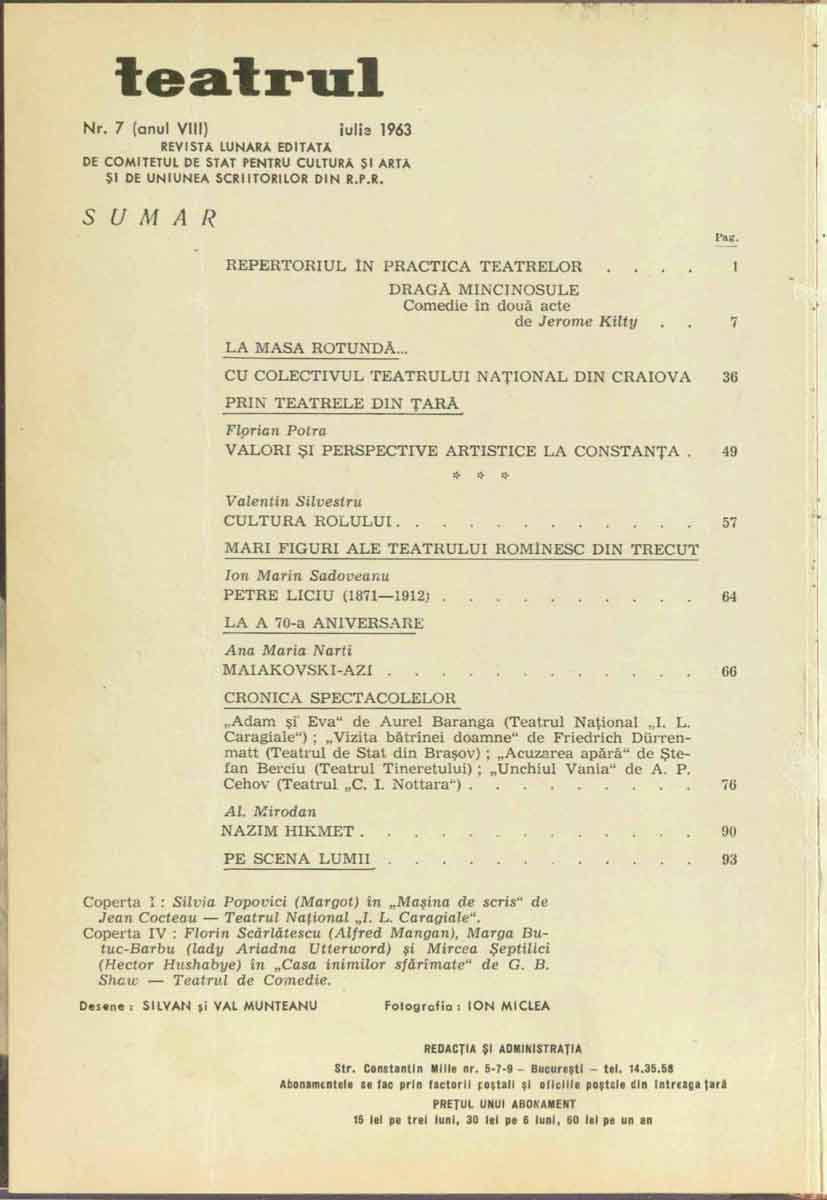 teatrul
Nr. 7 (anul VIII) iulie 1963
REVISTĂ LUNARĂ EDITATĂ
DE COMITETUL DE STAT PENTRU CULTURĂ ȘI ARTĂ
ȘI DE UNIUNEA SCRIITORILOR DIN R.P.R.
SUMAR
Pag.
REPERTORIUL ÎN PRACTICA TEATRELOR . . . . 1
DRAGĂ MINCINOSULE
Comedie în două acte
de Jerome Kilty . . 7
LA MASA ROTUNDĂ...
CU COLECTIVUL TEATRULUI NAȚIONAL DIN CRAIOVA 36
PRIN TEATRELE DIN ȚARĂ
Florian Potra
VALORI ȘI PERSPECTIVE ARTISTICE LA CONSTANȚA . 49
* * *
Valentin Silvestru
CULTURA ROLULUI . . . . . . . . . . . 57
MARI FIGURI ALE TEATRULUI ROMÎNESC DIN TRECUT
Ion Marin Sadoveanu
PETRE LICIU (1871—1912) . . . . . . . . . . 64
LA A 70-a ANIVERSARE
Ana Maria Narti
MAIAKOVSKI-AZI . . . . . . . . . . . . 66
CRONICA SPECTACOLELOR
„Adam și Eva“ de Aurel Baranga (Teatrul Național „I. L.
Caragiale“) ; „Vizita bătrînei doamne“ de Friedrich Dürren-
matt (Teatrul de Stat din Brașov) ; „Acuzarea apără“ de Ște-
fan Berciu (Teatrul Tineretului) ; „Unchiul Vania“ de A. P.
Cehov (Teatrul „C. I. Nottara“) . . . . . . . . . 76
Al. Mirodan
NAZIM HIKMET . . . . . . . . . . . . . 90
PE SCENA LUMII . . . . . . . . . . . . 93
Coperta I : Silvia Popovici (Margot) în „Mașina de scris“ de
Jean Cocteau — Teatrul Național „I. L. Caragiale“.
Coperta IV : Florin Scărlătescu (Alfred Mangan), Marga Bu-
tuc-Barbu (lady Ariadna Utterword) și Mircea Șeptilici
(Hector Hushabye) în „Casa inimilor sfărîmate“ de G. B.
Shaw — Teatrul de Comedie.
Desene : SILVAN și VAL MUNTEANU Fotografia : ION MICLEA
REDACȚIA ȘI ADMINISTRAȚIA
Str. Constantin Mille nr. 5-7-9 – București – tel. 14.35.58
Abonamentele se fac prin factorii poștali și oficiile poștale din întreaga țară
PREȚUL UNUI ABONAMENT
15 lei pe trei luni, 30 lei pe 6 luni, 60 lei pe un an